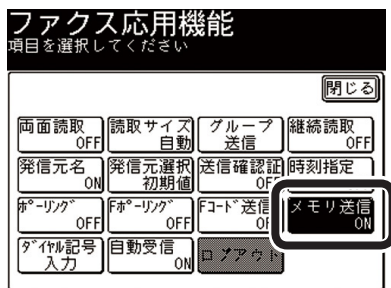 ファクス応用機能
項目を選択してください
閉じる
両面読取 読取サイズ グループ 継続読取
OFF 自動 送信 OFF
発信元名 発信元選択 送信確認証 時刻指定
ON 初期値 OFF
ポーリング Fポーリング Fコード送信 メモリ送信
OFF OFF ON
ダイヤル記号 自動受信 ログアウト
入力 ON